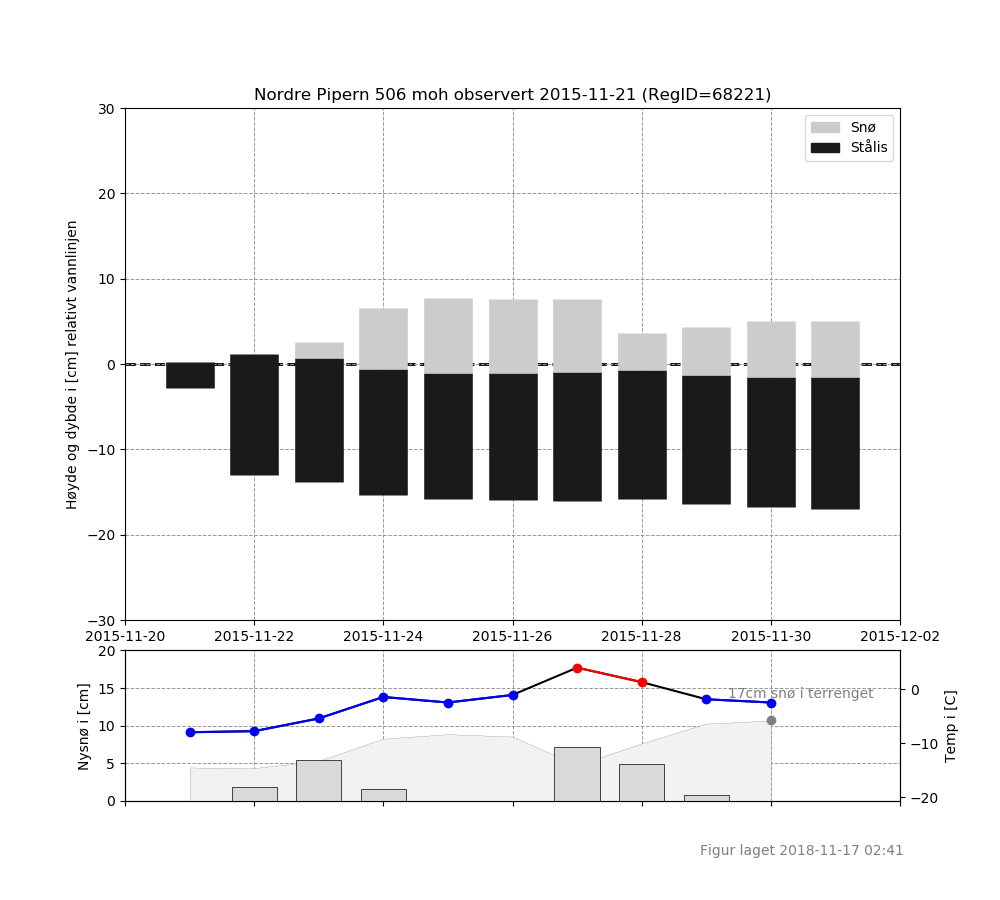 Nordre Pipern 506 moh observert 2015-11-21 (RegID=68221)
Snø
Stålis
Høyde og dybde i [cm] relativt vannlinjen
30
20
10
0
−10
−20
−30
2015-11-20 2015-11-22 2015-11-24 2015-11-26 2015-11-28 2015-11-30 2015-12-02
Nysnø i [cm]
20
15
10
5
0
17cm snø i terrenget
0
−10
−20
Temp i [C]
Figur laget 2018-11-17 02:41